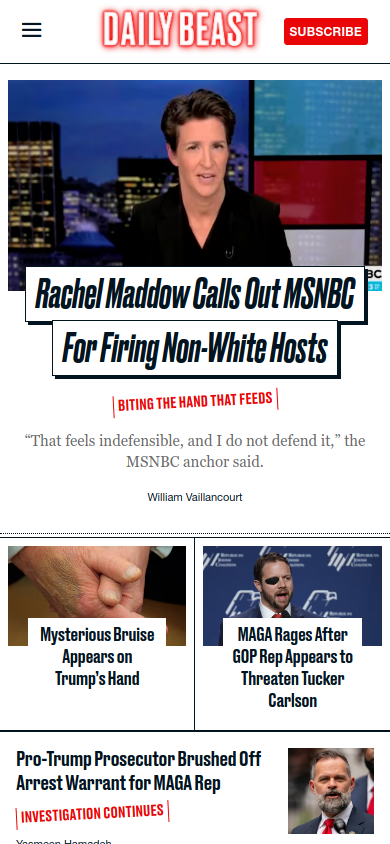 DAILY BEAST
SUBSCRIBE
BC
Rachel Maddow Calls Out MSNBC
For Firing Non-White Hosts
BITING THE HAND THAT FEEDS
“That feels indefensible, and I do not defend it,” the
MSNBC anchor said.
William Vaillancourt
Mysterious Bruise
Appears on
Trump’s Hand
MAGA Rages After
GOP Rep Appears to
Threaten Tucker
Carlson
Pro-Trump Prosecutor Brushed Off
Arrest Warrant for MAGA Rep
INVESTIGATION CONTINUES
Yasmeen Hamadeh